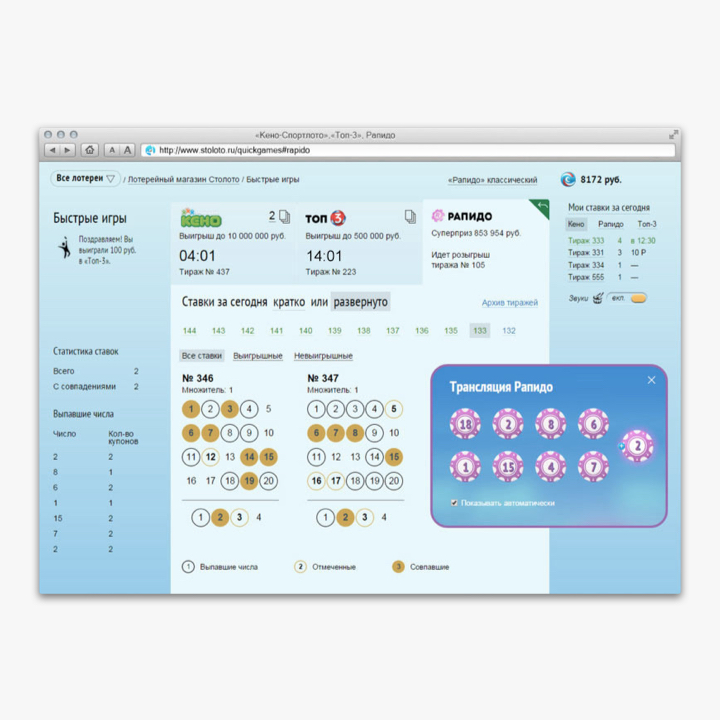 «Кено-Спортлото»,«Топ-3», Рапидо
A A
http://www.stoloto.ru/quickgames#rapido
Все лотереи / Лотерейный магазин Столото / Быстрые игры
«Рапидо» классический
8172 руб.
Быстрые игры
Поздравляем! Вы
выиграли 100 руб.
в «Топ-3».
КЕНО 2
Выигрыш до 10 000 000 руб.
04:01
Тираж № 437
ТОП 3
Выигрыш до 500 000 руб.
14:01
Тираж № 223
РАПИДО
Суперприз 853 954 руб.
Идет розыгрыш
тиража № 105
Мои ставки за сегодня
Кено Рапидо Топ-3
Тираж 333 4 в 12:30
Тираж 331 3 10 Р
Тираж 334 1 —
Тираж 555 1 —
Звуки вкл.
Ставки за сегодня кратко или развернуто
Архив тиражей
144 143 142 141 140 139 138 137 136 135 133 132
Статистика ставок
Всего 2
С совпадениями 2
Выпавшие числа
Число Кол-во
купонов
2 2
8 1
6 2
1 1
15 2
7 2
2 2
Все ставки Выигрышные Невыигрышные
№ 346
Множитель: 1
1 2 3 4 5
6 7 8 9 10
11 12 13 14 15
16 17 18 19 20
1 2 3 4
№ 347
Множитель: 1
1 2 3 4 5
6 7 8 9 10
11 12 13 14 15
16 17 18 19 20
1 2 3 4
1 Выпавшие числа
2 Отмеченные
3 Совпавшие
Трансляция Рапидо
18 2 8 6
2
1 15 4 7
Показывать автоматически